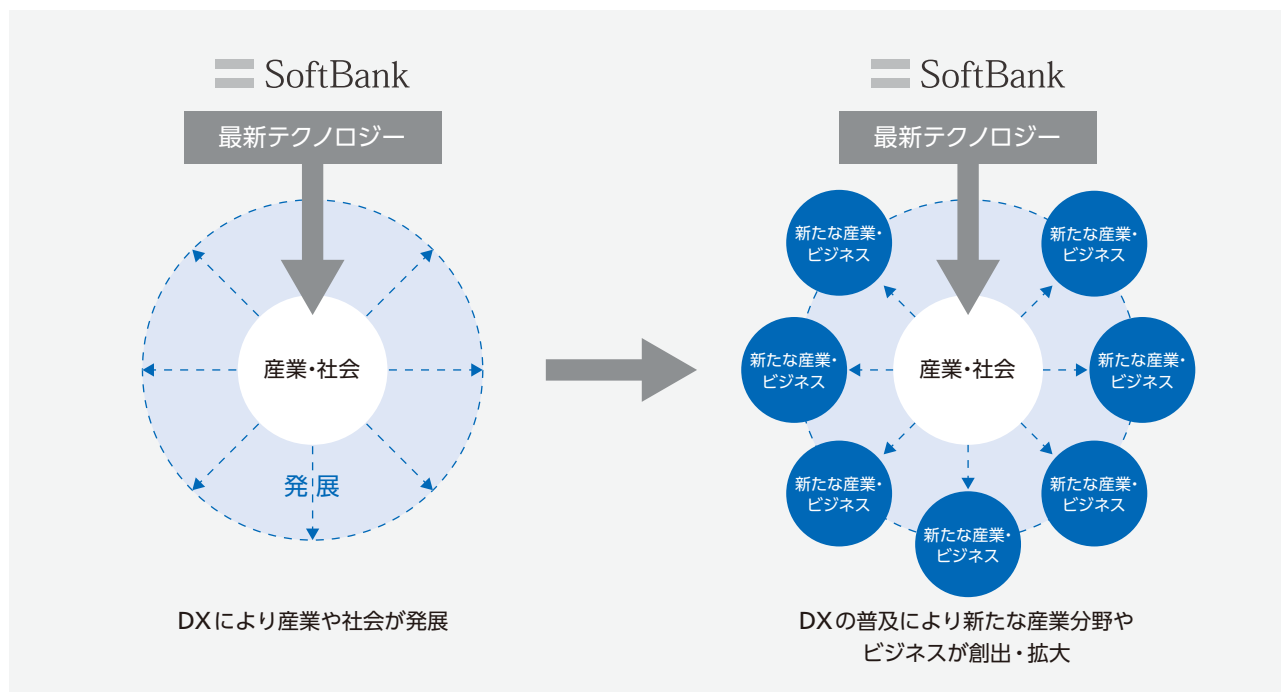 SoftBank
最新テクノロジー
産業・社会
発展
DXにより産業や社会が発展
SoftBank
最新テクノロジー
新たな産業・
ビジネス
新たな産業・
ビジネス
新たな産業・
ビジネス
産業・社会
新たな産業・
ビジネス
新たな産業・
ビジネス
新たな産業・
ビジネス
新たな産業・
ビジネス
DXの普及により新たな産業分野や
ビジネスが創出・拡大